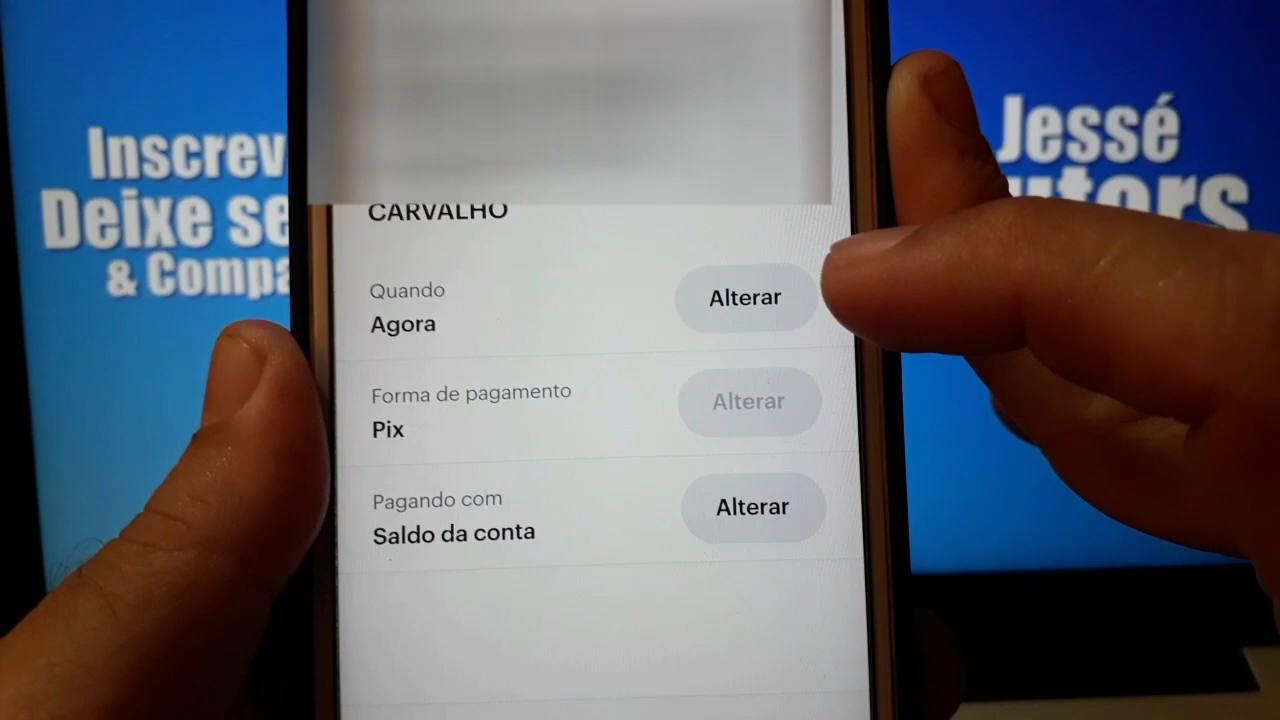 Inscrev
Deixe se
& Compa
Jessé
utors
CARVALHO
Quando
Agora
Alterar
Forma de pagamento
Pix
Alterar
Pagando com
Saldo da conta
Alterar